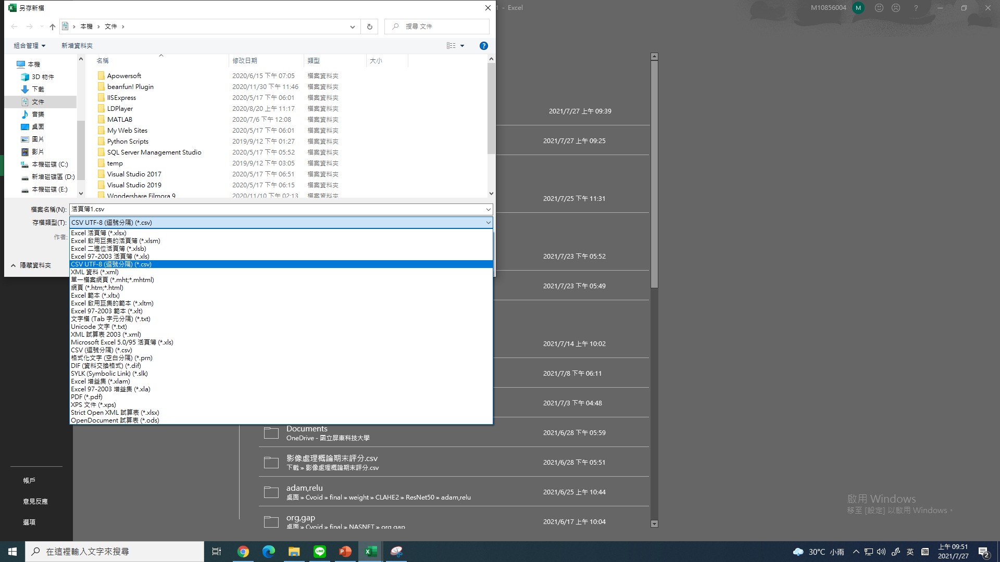 另存新檔
1 - Excel
M10856004
M
本機 › 文件 ›
搜尋 文件
組合管理
新增資料夾
名稱 修改日期 類型 大小
本機
3D 物件
下載
文件
音樂
桌面
圖片
影片
本機磁碟 (C:)
新增磁碟區 (D:)
本機磁碟 (E:)
Apowersoft 2020/6/15 下午 07:05 檔案資料夾
beanfun! Plugin 2020/11/30 下午 11:46 檔案資料夾
IISExpress 2020/5/17 下午 06:01 檔案資料夾
LDPlayer 2020/8/20 上午 11:17 檔案資料夾
MATLAB 2020/7/6 下午 12:08 檔案資料夾
My Web Sites 2020/5/17 下午 06:01 檔案資料夾
Python Scripts 2019/9/12 下午 01:27 檔案資料夾
SQL Server Management Studio 2020/5/17 下午 05:52 檔案資料夾
temp 2019/9/12 下午 03:05 檔案資料夾
Visual Studio 2017 2020/5/17 下午 06:51 檔案資料夾
Visual Studio 2019 2020/5/17 下午 06:15 檔案資料夾
Wondershare Filmora 9 2020/11/10 下午 02:13 檔案資料夾
檔案名稱(N): 活頁簿1.csv
存檔類型(T): CSV UTF-8 (逗號分隔) (*.csv)
作者:
隱藏資料夾
Excel 活頁簿 (*.xlsx)
Excel 啟用巨集的活頁簿 (*.xlsm)
Excel 二進位活頁簿 (*.xlsb)
Excel 97-2003 活頁簿 (*.xls)
CSV UTF-8 (逗號分隔) (*.csv)
XML 資料 (*.xml)
單一檔案網頁 (*.mht;*.mhtml)
網頁 (*.htm;*.html)
Excel 範本 (*.xltx)
Excel 啟用巨集的範本 (*.xltm)
Excel 97-2003 範本 (*.xlt)
文字檔 (Tab 字元分隔) (*.txt)
Unicode 文字 (*.txt)
XML 試算表 2003 (*.xml)
Microsoft Excel 5.0/95 活頁簿 (*.xls)
CSV (逗號分隔) (*.csv)
格式化文字 (空白分隔) (*.prn)
DIF (資料交換格式) (*.dif)
SYLK (Symbolic Link) (*.slk)
Excel 增益集 (*.xlam)
Excel 97-2003 增益集 (*.xla)
PDF (*.pdf)
XPS 文件 (*.xps)
Strict Open XML 試算表 (*.xlsx)
OpenDocument 試算表 (*.ods)
2021/7/27 上午 09:39
2021/7/27 上午 09:25
2021/7/25 下午 11:31
2021/7/23 下午 05:52
2021/7/23 下午 05:49
2021/7/14 上午 10:02
2021/7/8 下午 06:11
2021/7/3 下午 04:48
Documents
OneDrive - 國立屏東科技大學
2021/6/28 下午 05:59
影像處理概論期末評分.csv
下載 » 影像處理概論期末評分.csv
2021/6/28 下午 05:51
adam,relu
桌面 » Cvoid » final » weight » CLAHE2 » ResNet50 » adam,relu
2021/6/25 上午 10:44
org,gap
桌面 » Cvoid » final » NASNET » org,gap
2021/6/17 上午 10:04
帳戶
意見反應
選項
啟用 Windows
移至 [設定] 以啟用 Windows。
在這裡輸入文字來搜尋
30°C 小雨
英
上午 09:51
2021/7/27
2